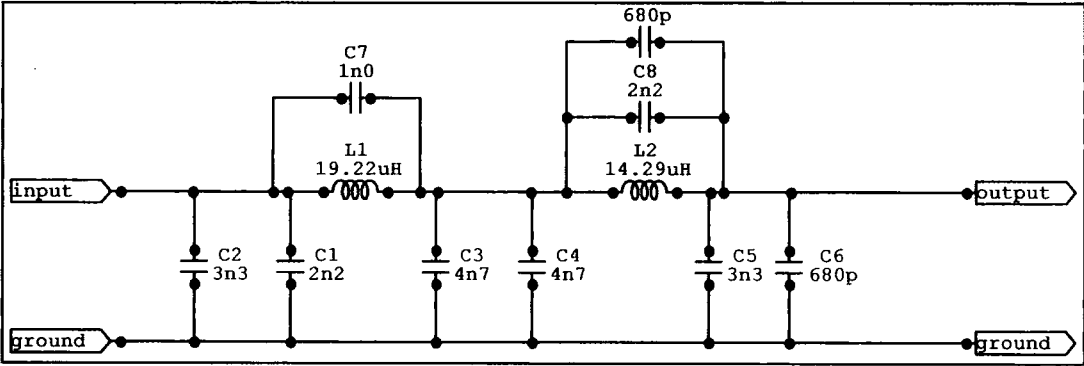 680p
C7
1n0
C8
2n2
L1
19.22uH
L2
14.29uH
input
output
C2
3n3
C1
2n2
C3
4n7
C4
4n7
C5
3n3
C6
680p
ground
ground